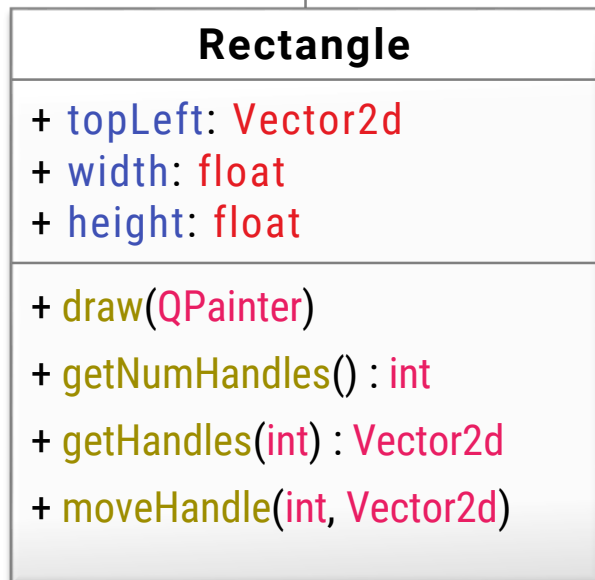 Rectangle
+ topLeft: Vector2d
+ width: float
+ height: float
+ draw(QPainter)
+ getNumHandles() : int
+ getHandles(int) : Vector2d
+ moveHandle(int, Vector2d)